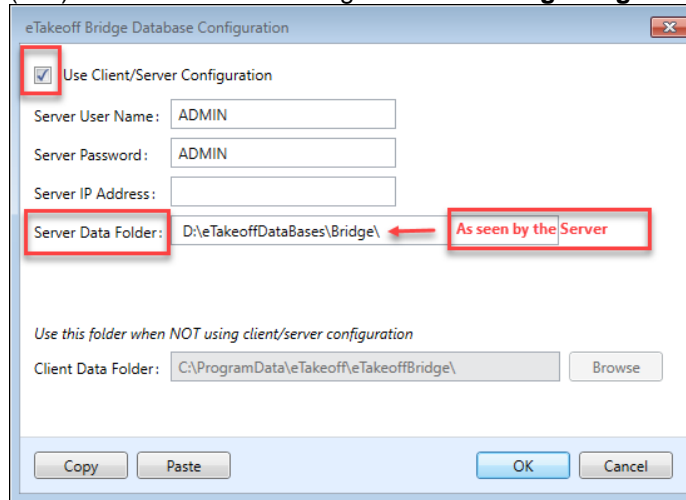 eTakeoff Bridge Database Configuration
Use Client/Server Configuration
Server User Name: ADMIN
Server Password: ADMIN
Server IP Address:
Server Data Folder: D:\eTakeoffDataBases\Bridge\ As seen by the Server
Use this folder when NOT using client/server configuration
Client Data Folder: C:\ProgramData\eTakeoff\eTakeoffBridge\ Browse
Copy Paste OK Cancel